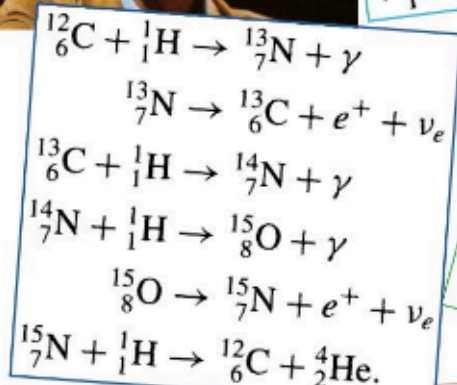 ¹²₆C + ¹₁H → ¹³₇N + γ
¹³₇N → ¹³₆C + e⁺ + νₑ
¹³₆C + ¹₁H → ¹⁴₇N + γ
¹⁴₇N + ¹₁H → ¹⁵₈O + γ
¹⁵₈O → ¹⁵₇N + e⁺ + νₑ
¹⁵₇N + ¹₁H → ¹²₆C + ⁴₂He.